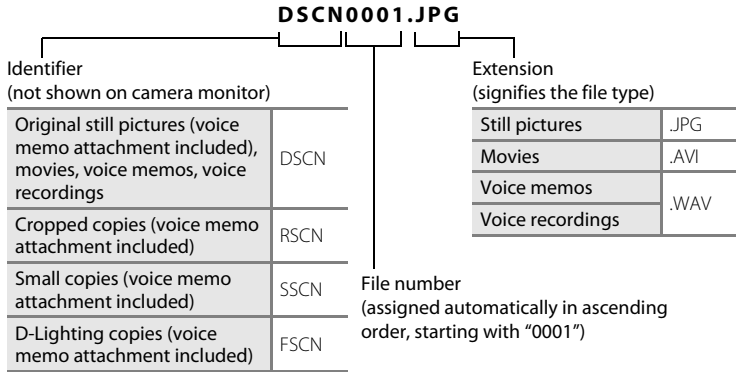 DSCN0001.JPG
Identifier
(not shown on camera monitor)
Original still pictures (voice
memo attachment included),
movies, voice memos, voice
recordings
DSCN
Cropped copies (voice memo
attachment included)
RSCN
Small copies (voice memo
attachment included)
SSCN
D-Lighting copies (voice
memo attachment included)
FSCN
Extension
(signifies the file type)
Still pictures
.JPG
Movies
.AVI
Voice memos
Voice recordings
.WAV
File number
(assigned automatically in ascending
order, starting with “0001”)